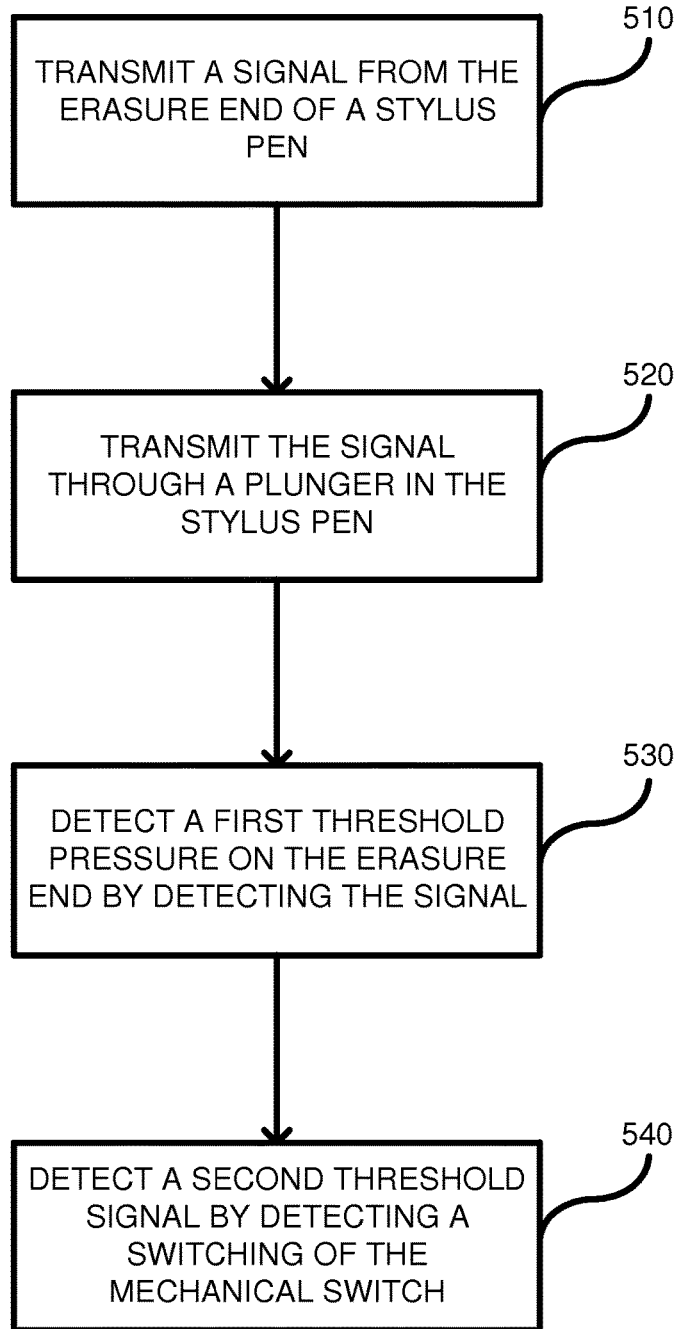 510
TRANSMIT A SIGNAL FROM THE
ERASURE END OF A STYLUS
PEN
520
TRANSMIT THE SIGNAL
THROUGH A PLUNGER IN THE
STYLUS PEN
530
DETECT A FIRST THRESHOLD
PRESSURE ON THE ERASURE
END BY DETECTING THE SIGNAL
540
DETECT A SECOND THRESHOLD
SIGNAL BY DETECTING A
SWITCHING OF THE
MECHANICAL SWITCH